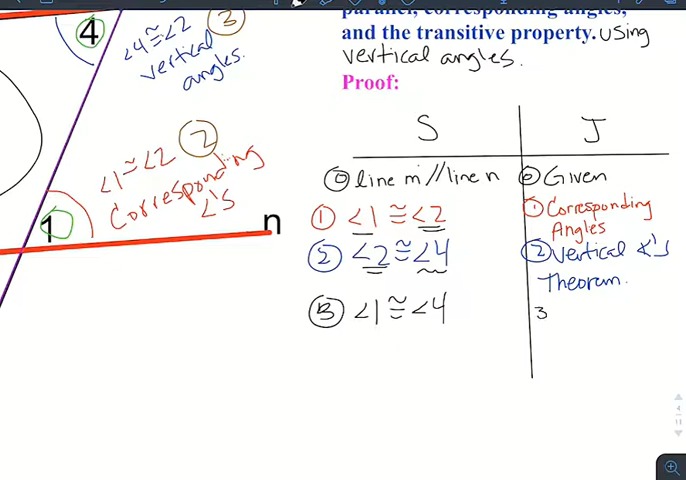 parallel, corresponding angles,
and the transitive property. using
vertical angles.
Proof:
4
∠4≅∠2 3
vertical
angles.
∠1≅∠2 2
Corresponding
∠'s
1
n
S J
0 line m // line n 0 Given
1 ∠1 ≅ ∠2 1 Corresponding
Angles
2 ∠2 ≅ ∠4 2 Vertical ∠'s
Theorem.
3 ∠1 ≅ ∠4 3
4
11